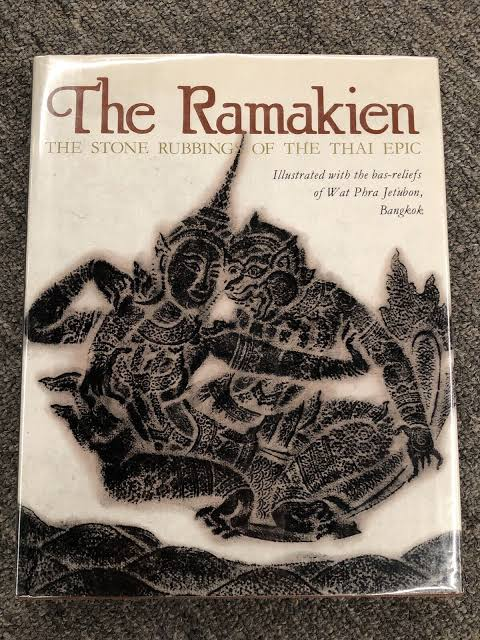 The Ramakien
THE STONE RUBBINGS OF THE THAI EPIC
Illustrated with the bas-reliefs
of Wat Phra Jetubon,
Bangkok